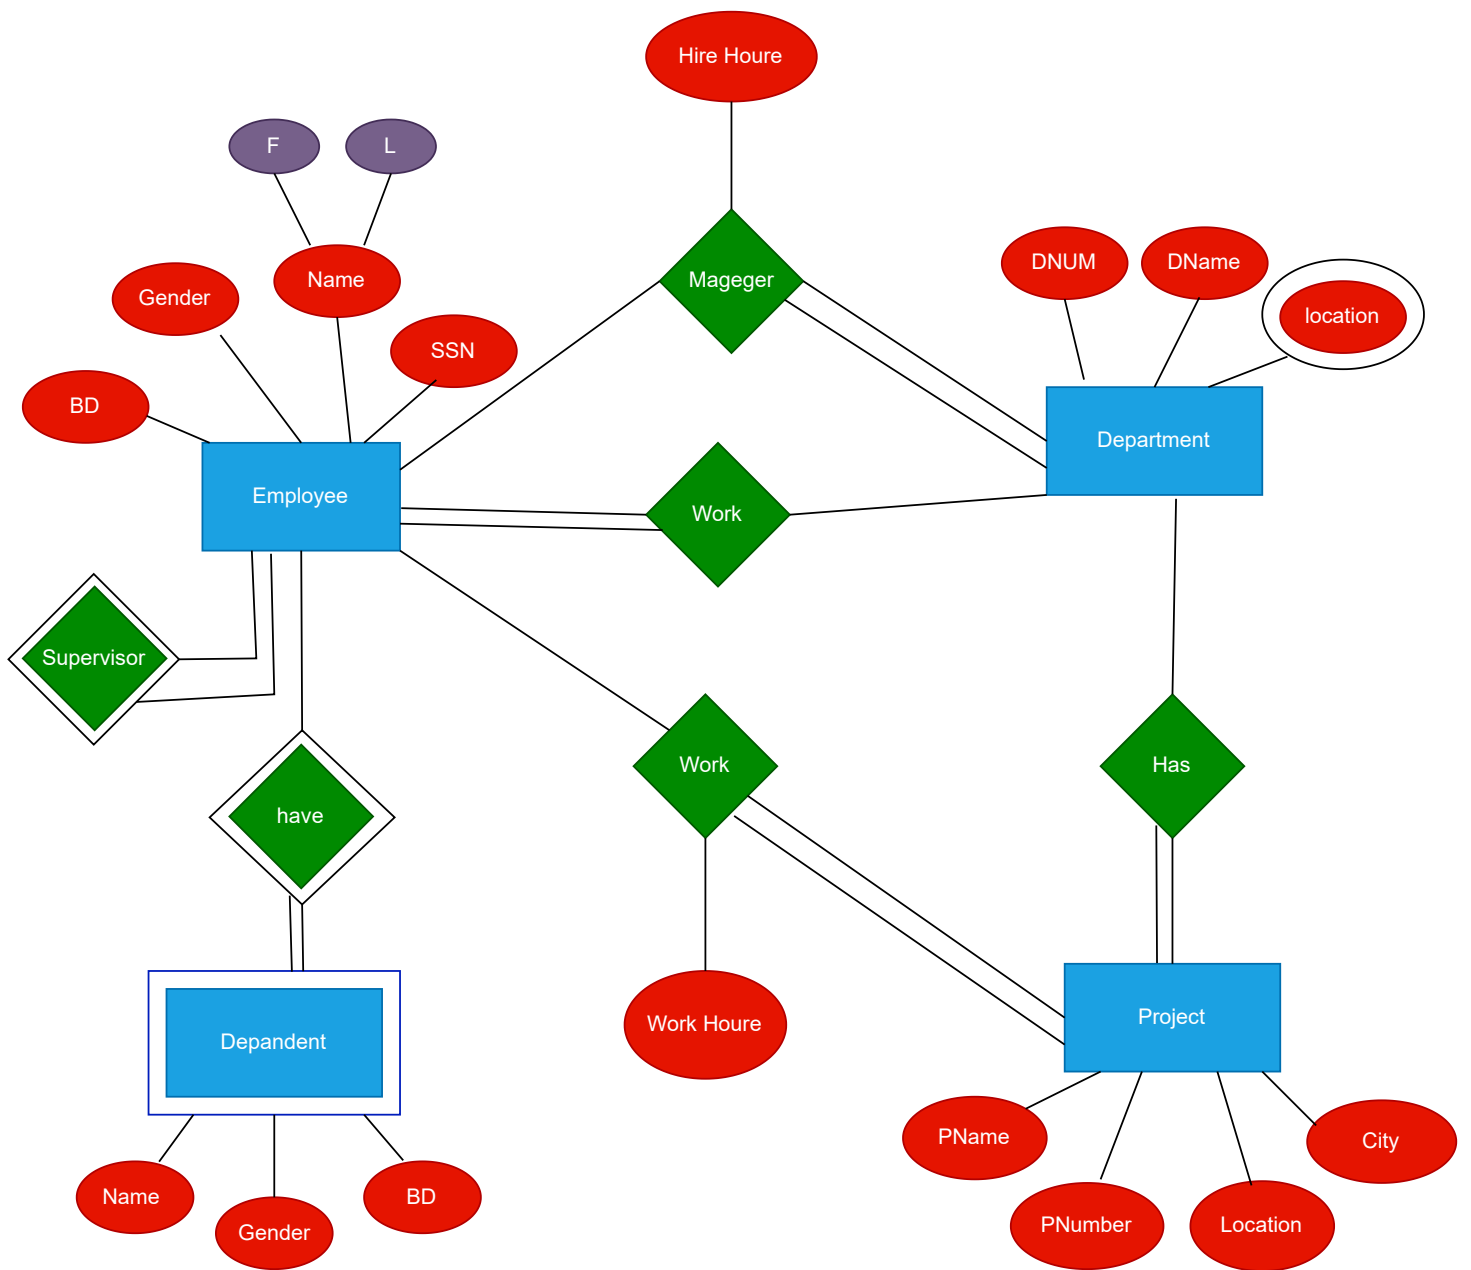 Hire Houre
F
L
Name
Gender
SSN
BD
Employee
Mageger
DNUM
DName
location
Department
Work
Supervisor
have
Work
Has
Depandent
Work Houre
Project
Name
Gender
BD
PName
PNumber
Location
City